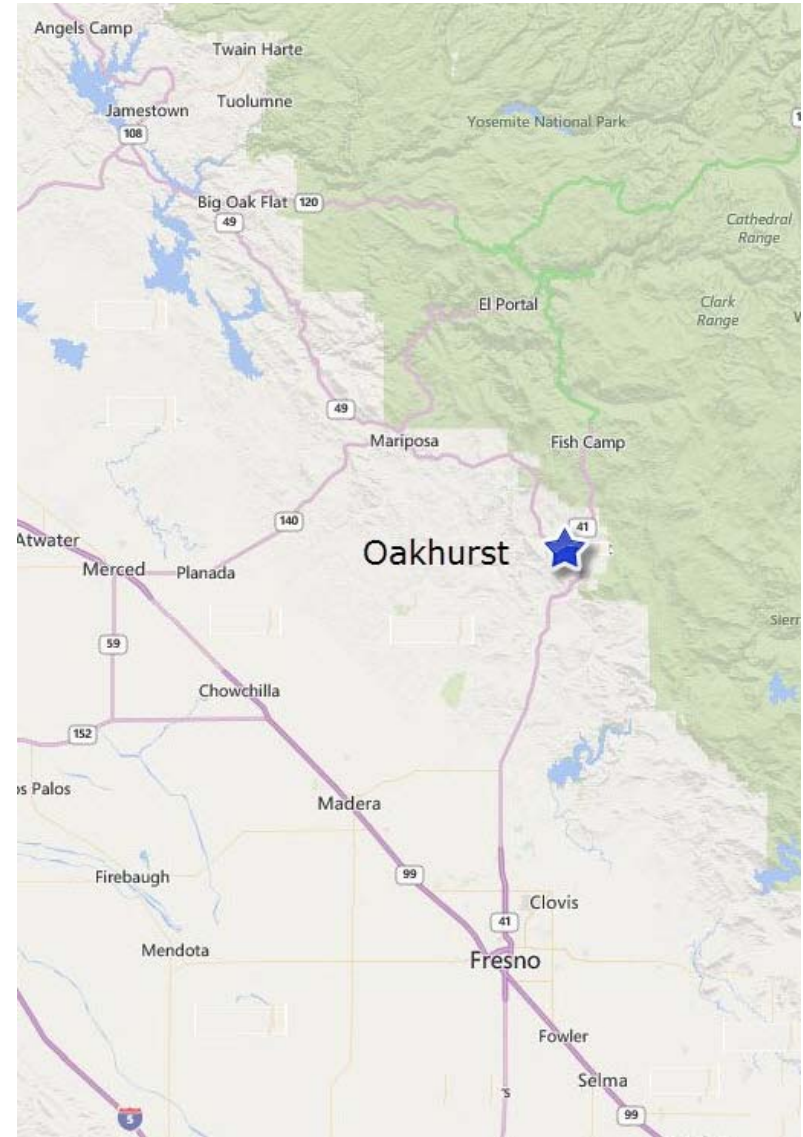 Angels Camp
Twain Harte
Jamestown
Tuolumne
108
Yosemite National Park
Big Oak Flat
120
49
Cathedral
Range
El Portal
Clark
Range
49
Mariposa
Fish Camp
140
41
Atwater
Oakhurst
Merced
Planada
59
Chowchilla
152
os Palos
Madera
Firebaugh
99
Clovis
41
Mendota
Fresno
Fowler
Selma
5
99